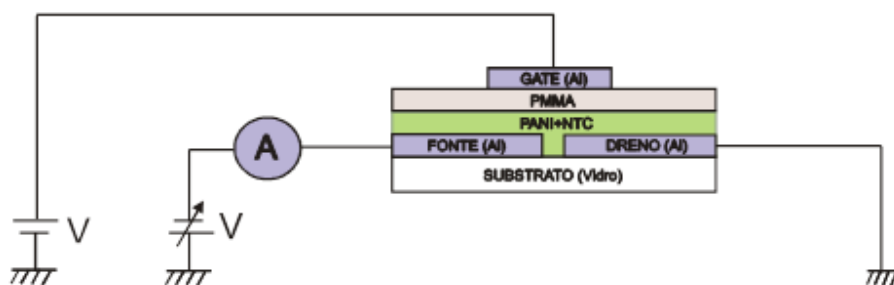 GATE (Al)
PMMA
PANI+NTC
A
FONTE (Al)
DRENO (Al)
SUBSTRATO (Vidro)
V
V